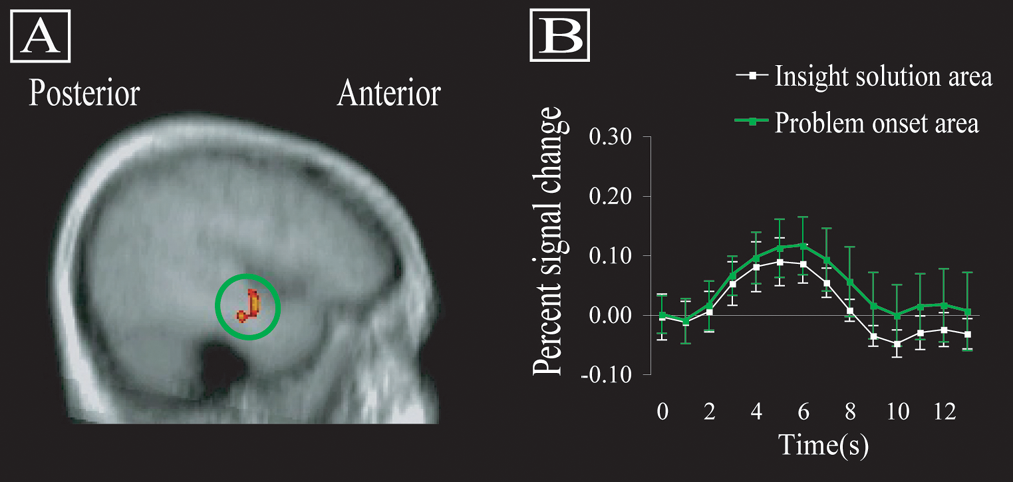 A
Posterior
Anterior
B
Insight solution area
Problem onset area
Percent signal change
0.30
0.20
0.10
0.00
-0.10
0 2 4 6 8 10 12
Time(s)